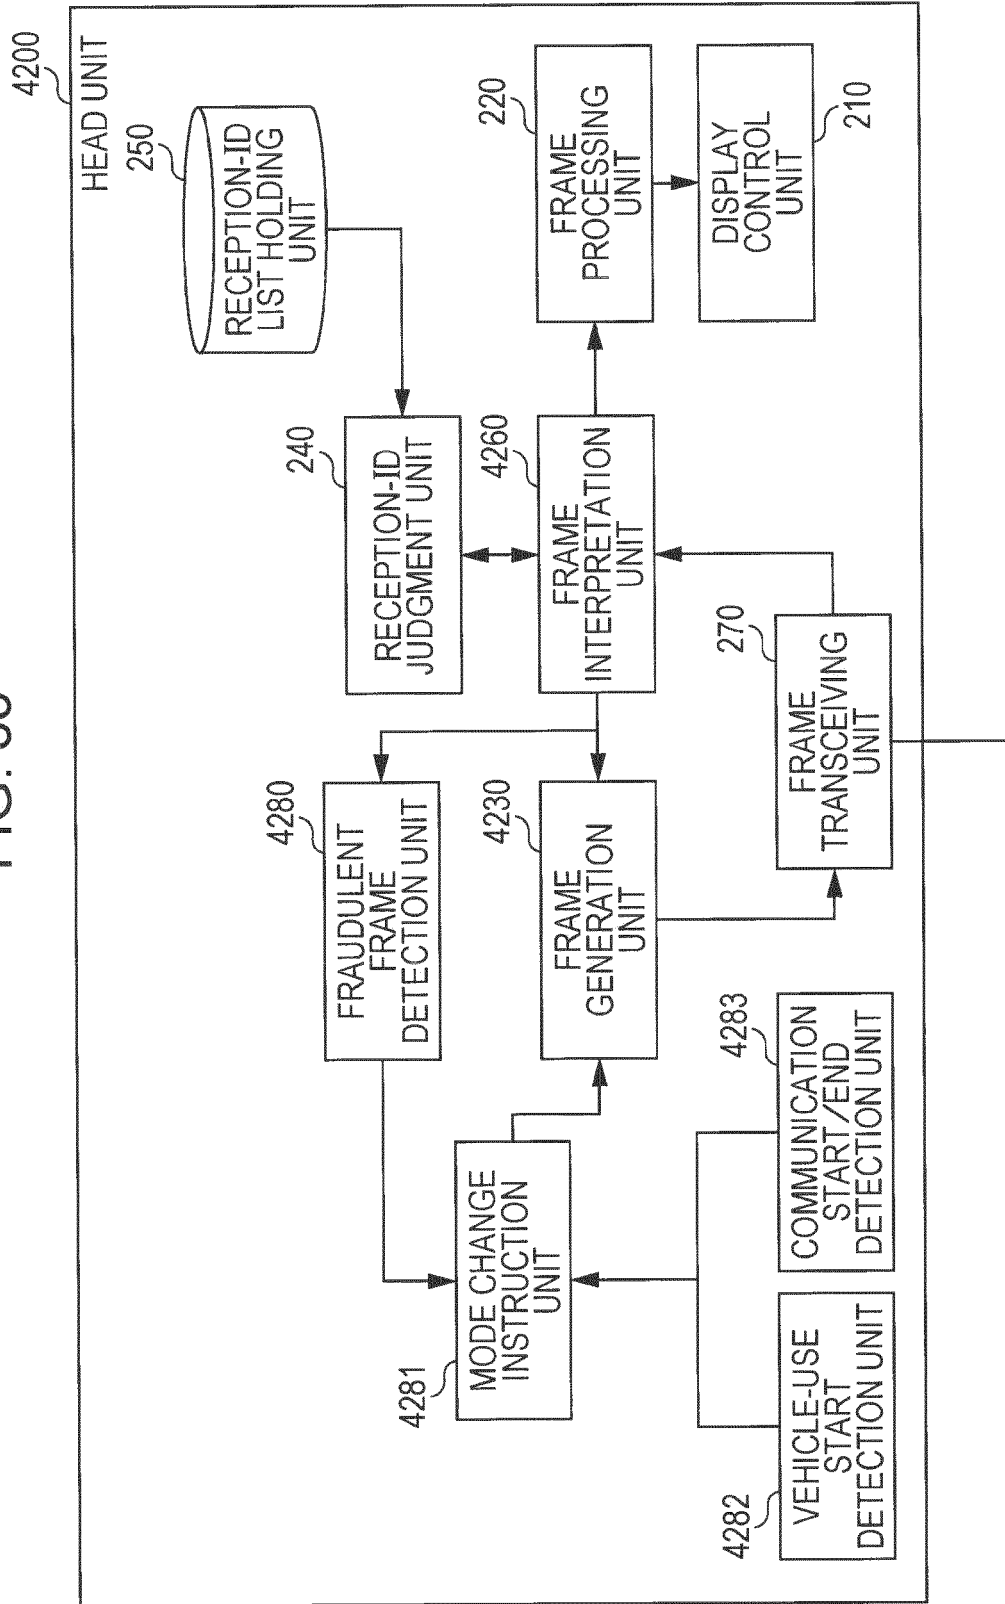 4200
HEAD UNIT
250
RECEPTION-ID
LIST HOLDING
UNIT
240
RECEPTION-ID
JUDGMENT UNIT
220
FRAME
PROCESSING
UNIT
DISPLAY
CONTROL
UNIT
210
4260
FRAME
INTERPRETATION
UNIT
270
FRAME
TRANSCEIVING
UNIT
4280
FRAUDULENT
FRAME
DETECTION UNIT
4230
FRAME
GENERATION
UNIT
4281
MODE CHANGE
INSTRUCTION
UNIT
4283
COMMUNICATION
START/END
DETECTION UNIT
4282
VEHICLE-USE
START
DETECTION UNIT